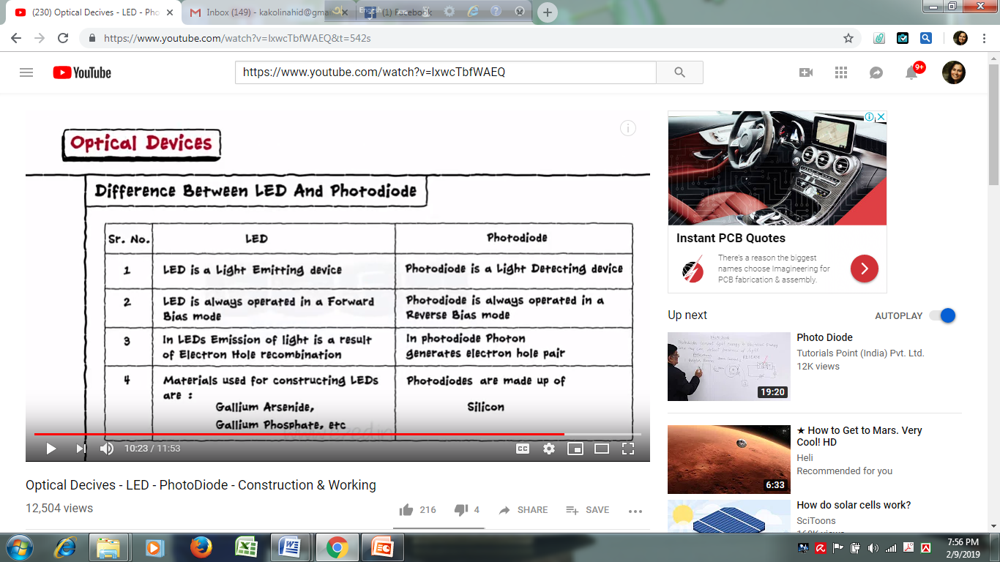 (230) Optical Decives - LED - Pho
Inbox (149) - kakolinahid@gma
English
(1) Facebook
https://www.youtube.com/watch?v=IxwcTbfWAEQ&t=542s
YouTube
https://www.youtube.com/watch?v=IxwcTbfWAEQ
9+
Optical Devices
Difference Between LED And Photodiode
Sr. No. LED Photodiode
1 LED is a Light Emitting device Photodiode is a Light Detecting device
2 LED is always operated in a Forward Bias mode Photodiode is always operated in a Reverse Bias mode
3 In LEDs Emission of light is a result of Electron Hole recombination In photodiode Photon generates electron hole pair
4 Materials used for constructing LEDs are : Photodiodes are made up of
Gallium Arsenide, Silicon
Gallium Phosphate, etc
10:23 / 11:53
CC
Optical Decives - LED - PhotoDiode - Construction & Working
12,504 views
216
4
SHARE
SAVE
Instant PCB Quotes
There's a reason the biggest
names choose Imagineering for
PCB fabrication & assembly.
Up next
AUTOPLAY
Photo Diode
Tutorials Point (India) Pvt. Ltd.
12K views
19:20
★ How to Get to Mars. Very
Cool! HD
Heli
Recommended for you
6:33
How do solar cells work?
SciToons
7:56 PM
2/9/2019